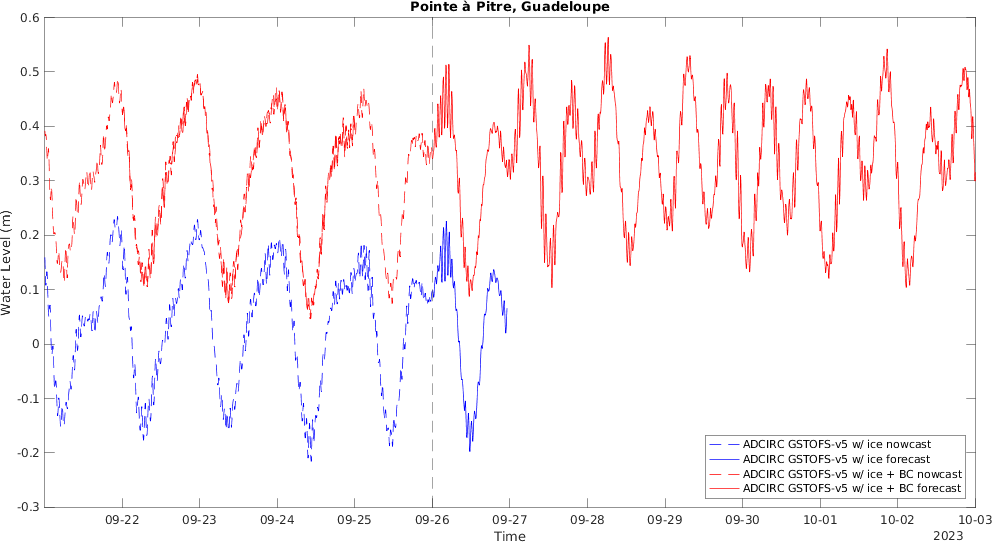 Pointe à Pitre, Guadeloupe
0.6
0.5
0.4
0.3
0.2
0.1
0
-0.1
-0.2
-0.3
Water Level (m)
ADCIRC GSTOFS-v5 w/ ice nowcast
ADCIRC GSTOFS-v5 w/ ice forecast
ADCIRC GSTOFS-v5 w/ ice + BC nowcast
ADCIRC GSTOFS-v5 w/ ice + BC forecast
09-22 09-23 09-24 09-25 09-26 09-27 09-28 09-29 09-30 10-01 10-02 10-03
Time
2023